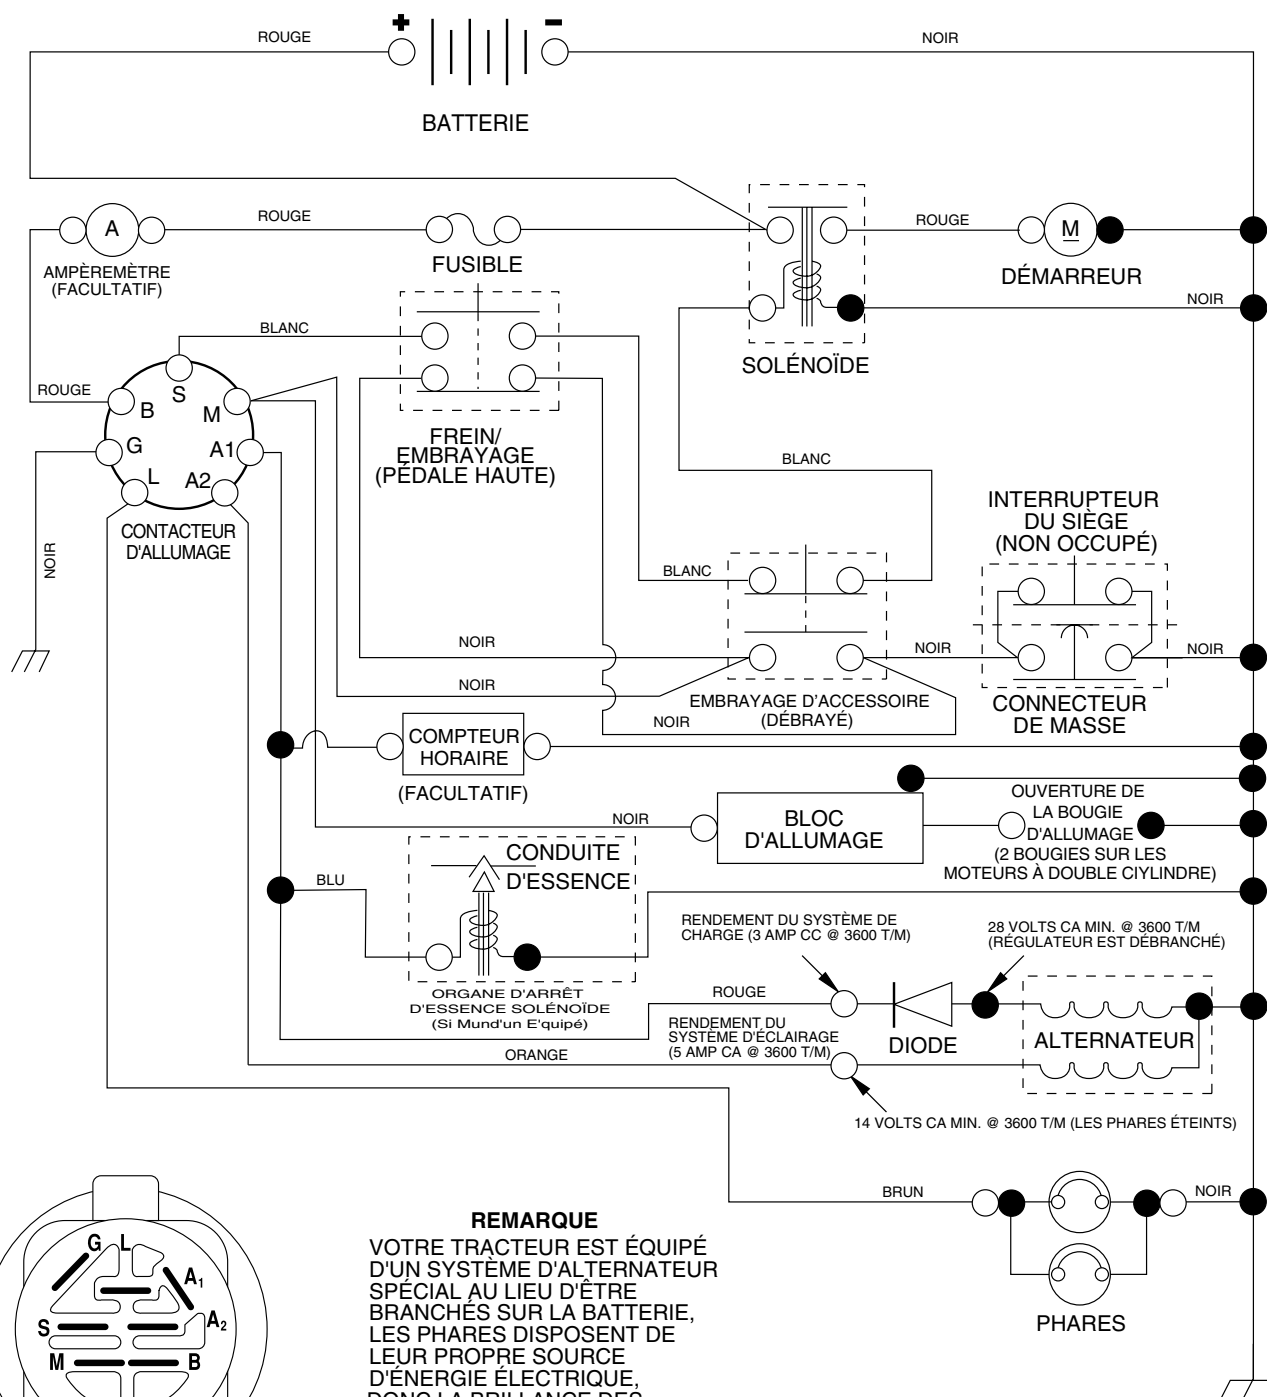 + −
ROUGE
NOIR
BATTERIE
A
ROUGE
ROUGE
M
AMPÈREMÈTRE
(FACULTATIF)
FUSIBLE
DÉMARREUR
NOIR
BLANC
SOLÉNOÏDE
ROUGE
S
B
M
G
A1
L
A2
FREIN/
EMBRAYAGE
(PÉDALE HAUTE)
BLANC
CONTACTEUR
D'ALLUMAGE
NOIR
INTERRUPTEUR
DU SIÈGE
(NON OCCUPÉ)
BLANC
NOIR
NOIR
NOIR
NOIR
EMBRAYAGE D'ACCESSOIRE
(DÉBRAYÉ)
NOIR
CONNECTEUR
DE MASSE
COMPTEUR
HORAIRE
(FACULTATIF)
NOIR
BLOC
D'ALLUMAGE
OUVERTURE DE
LA BOUGIE
D'ALLUMAGE
(2 BOUGIES SUR LES
MOTEURS À DOUBLE CIYLINDRE)
CONDUITE
D'ESSENCE
BLU
ORGANE D'ARRÊT
D'ESSENCE SOLÉNOÏDE
(Si Mund'un E'quipé)
RENDEMENT DU SYSTÈME DE
CHARGE (3 AMP CC @ 3600 T/M)
28 VOLTS CA MIN. @ 3600 T/M
(RÉGULATEUR EST DÉBRANCHÉ)
ROUGE
RENDEMENT DU
SYSTÈME D'ÉCLAIRAGE
(5 AMP CA @ 3600 T/M)
DIODE
ALTERNATEUR
ORANGE
14 VOLTS CA MIN. @ 3600 T/M (LES PHARES ÉTEINTS)
BRUN
NOIR
PHARES
G L
A1
A2
S
M
B
REMARQUE
VOTRE TRACTEUR EST ÉQUIPÉ
D'UN SYSTÈME D'ALTERNATEUR
SPÉCIAL AU LIEU D'ÊTRE
BRANCHÉS SUR LA BATTERIE,
LES PHARES DISPOSENT DE
LEUR PROPRE SOURCE
D'ÉNERGIE ÉLECTRIQUE,
DONC LA BRILLANCE DES